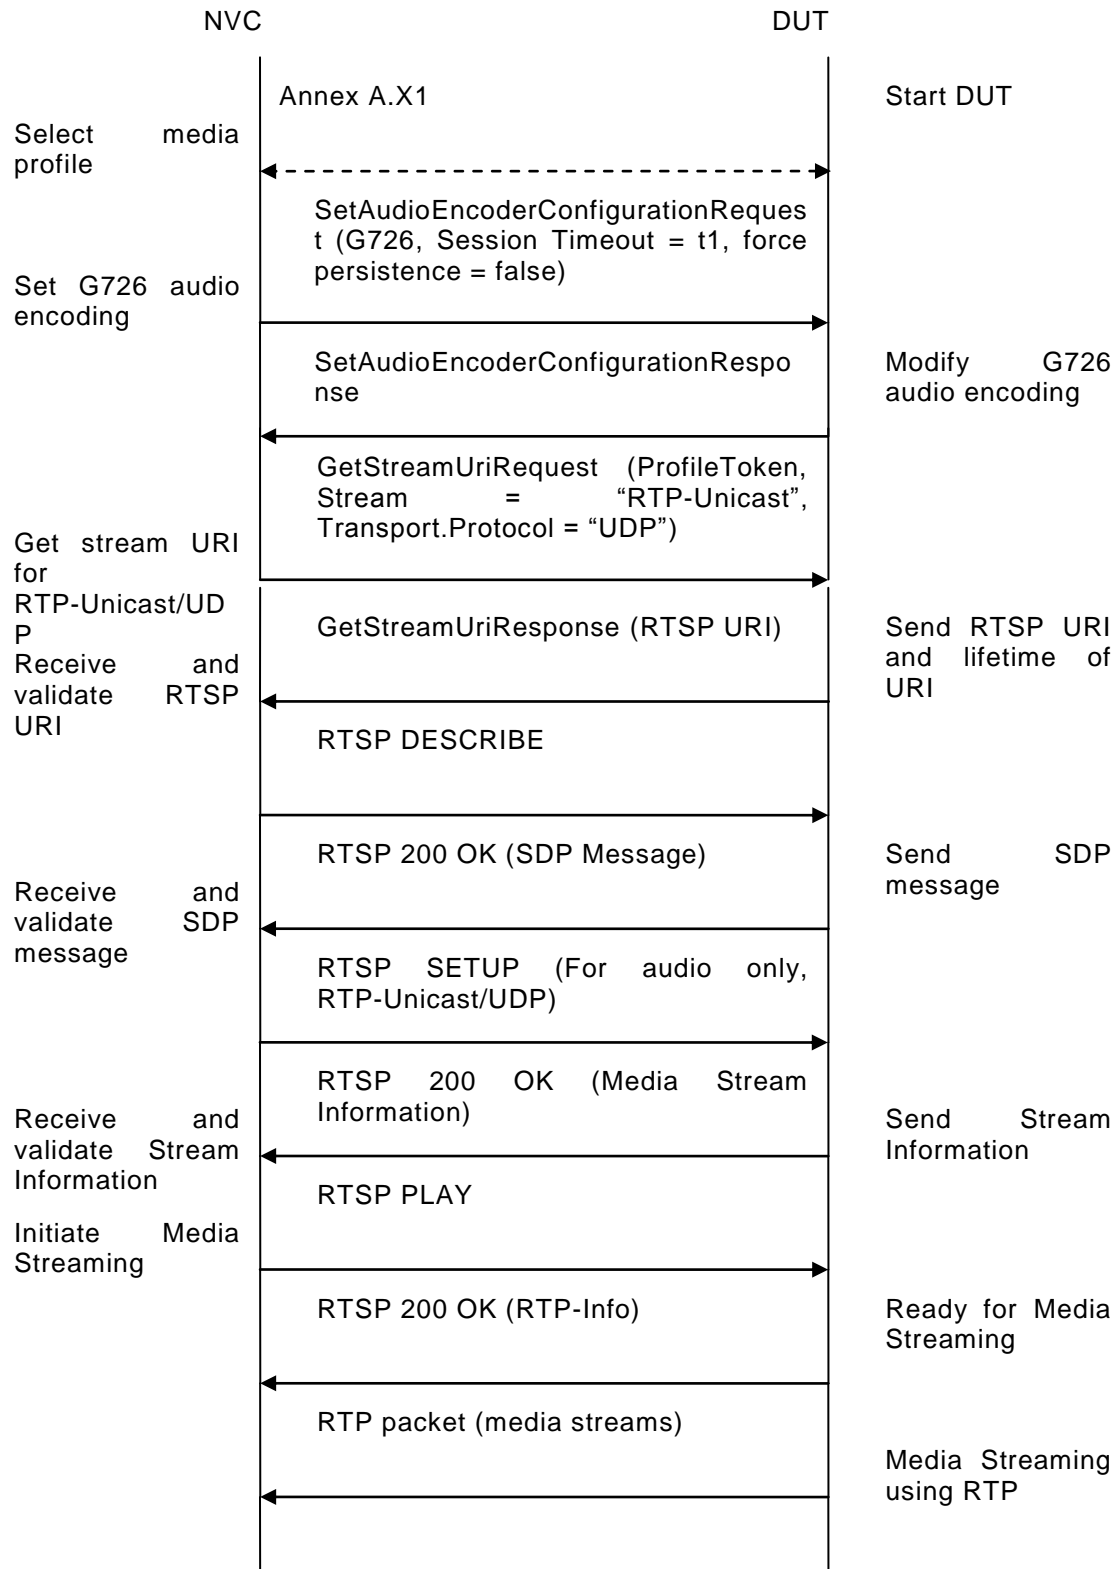 NVC DUT
Annex A.X1
Start DUT
Select media
profile
SetAudioEncoderConfigurationReques
t (G726, Session Timeout = t1, force
persistence = false)
Set G726 audio
encoding
SetAudioEncoderConfigurationRespo
nse
Modify G726
audio encoding
GetStreamUriRequest (ProfileToken,
Stream = “RTP-Unicast”,
Transport.Protocol = “UDP”)
Get stream URI
for
RTP-Unicast/UD
P
GetStreamUriResponse (RTSP URI)
Send RTSP URI
and lifetime of
URI
Receive and
validate RTSP
URI
RTSP DESCRIBE
RTSP 200 OK (SDP Message)
Send SDP
message
Receive and
validate SDP
message
RTSP SETUP (For audio only,
RTP-Unicast/UDP)
RTSP 200 OK (Media Stream
Information)
Send Stream
Information
Receive and
validate Stream
Information
RTSP PLAY
Initiate Media
Streaming
RTSP 200 OK (RTP-Info)
Ready for Media
Streaming
RTP packet (media streams)
Media Streaming
using RTP